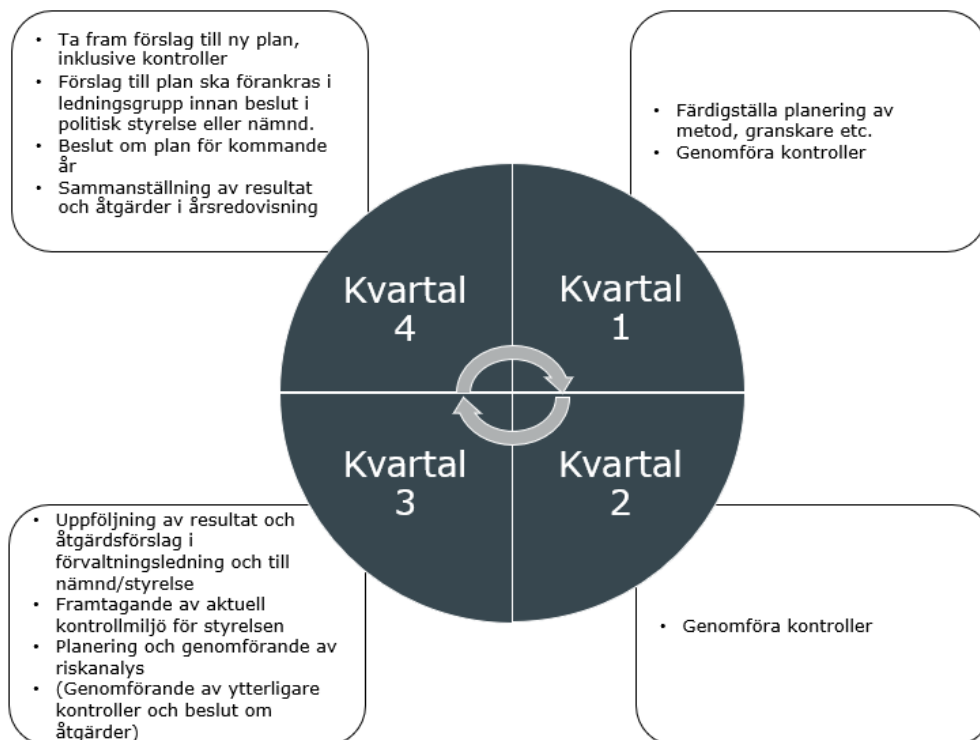 • Ta fram förslag till ny plan,
inklusive kontroller
• Förslag till plan ska förankras i
ledningsgrupp innan beslut i
politisk styrelse eller nämnd.
• Beslut om plan för kommande
år
• Sammanställning av resultat
och åtgärder i årsredovisning
• Färdigställa planering av
metod, granskare etc.
• Genomföra kontroller
Kvartal
4
Kvartal
1
Kvartal
3
Kvartal
2
• Uppföljning av resultat och
åtgärdsförslag i
förvaltningsledning och till
nämnd/styrelse
• Framtagande av aktuell
kontrollmiljö för styrelsen
• Planering och genomförande av
riskanalys
• (Genomförande av ytterligare
kontroller och beslut om
åtgärder)
• Genomföra kontroller